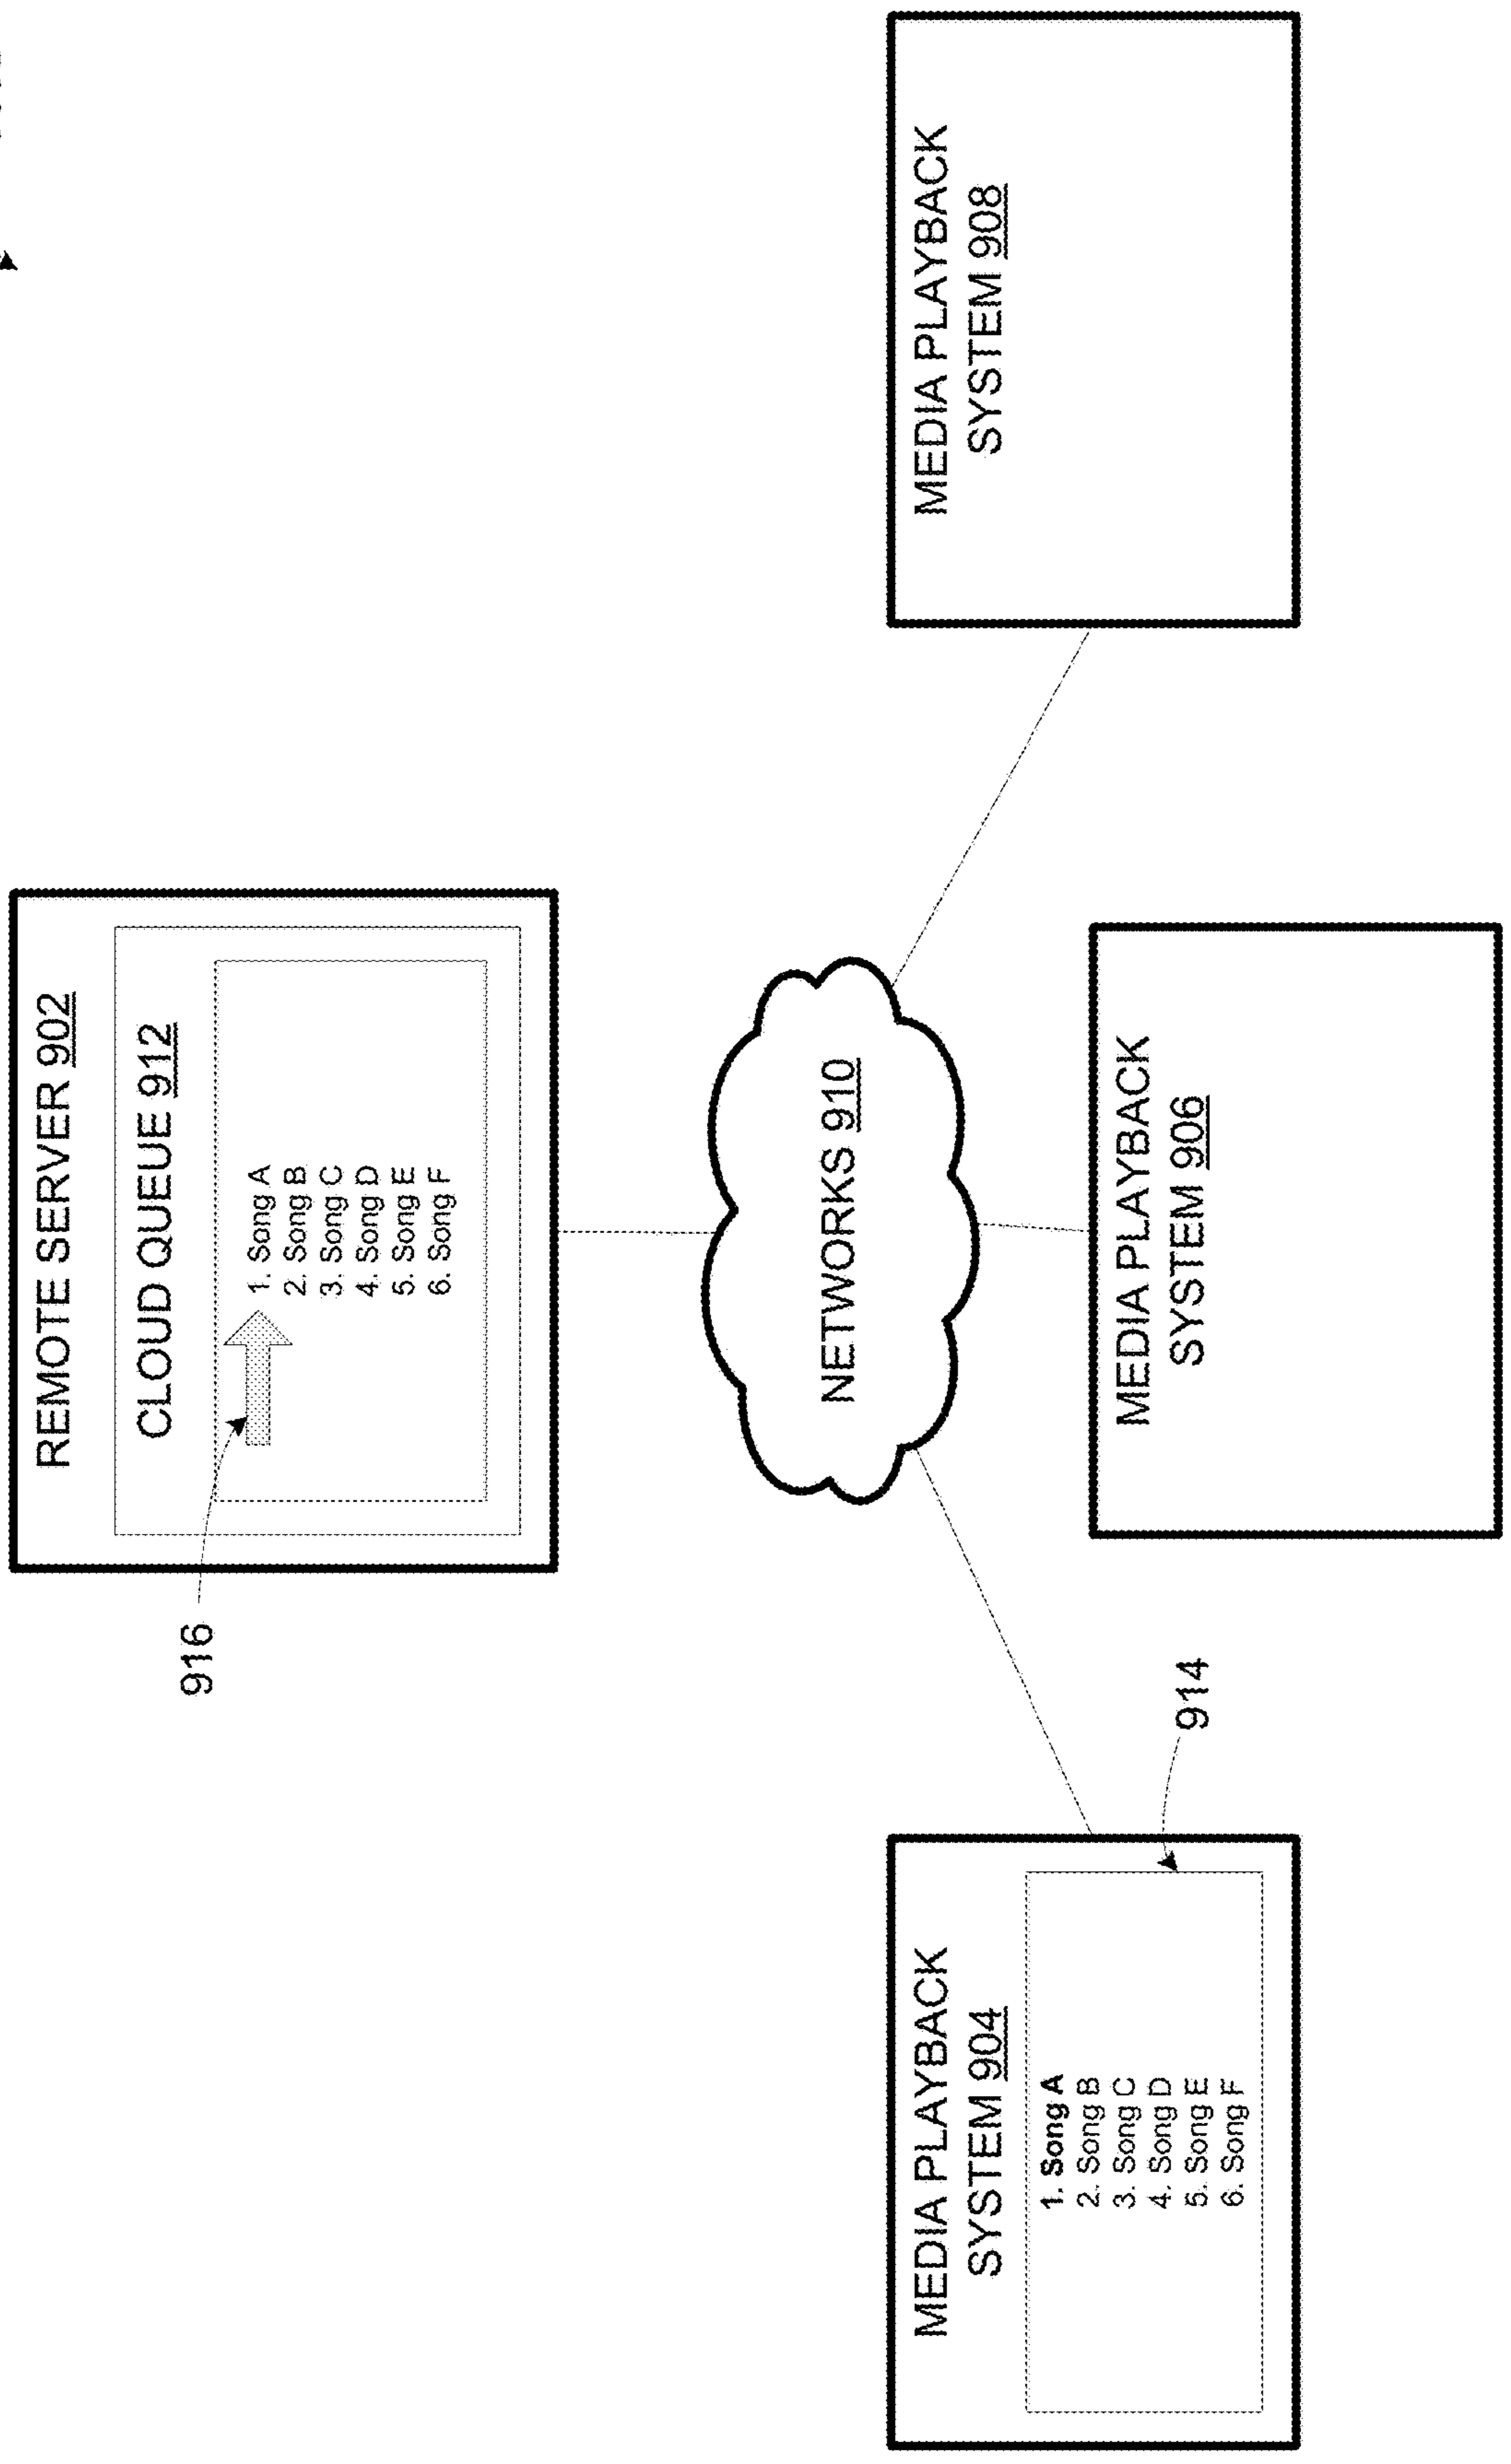 REMOTE SERVER 902
CLOUD QUEUE 912
916
1. Song A
2. Song B
3. Song C
4. Song D
5. Song E
6. Song F
NETWORKS 910
MEDIA PLAYBACK
SYSTEM 904
1. Song A
2. Song B
3. Song C
4. Song D
5. Song E
6. Song F
914
MEDIA PLAYBACK
SYSTEM 906
MEDIA PLAYBACK
SYSTEM 908